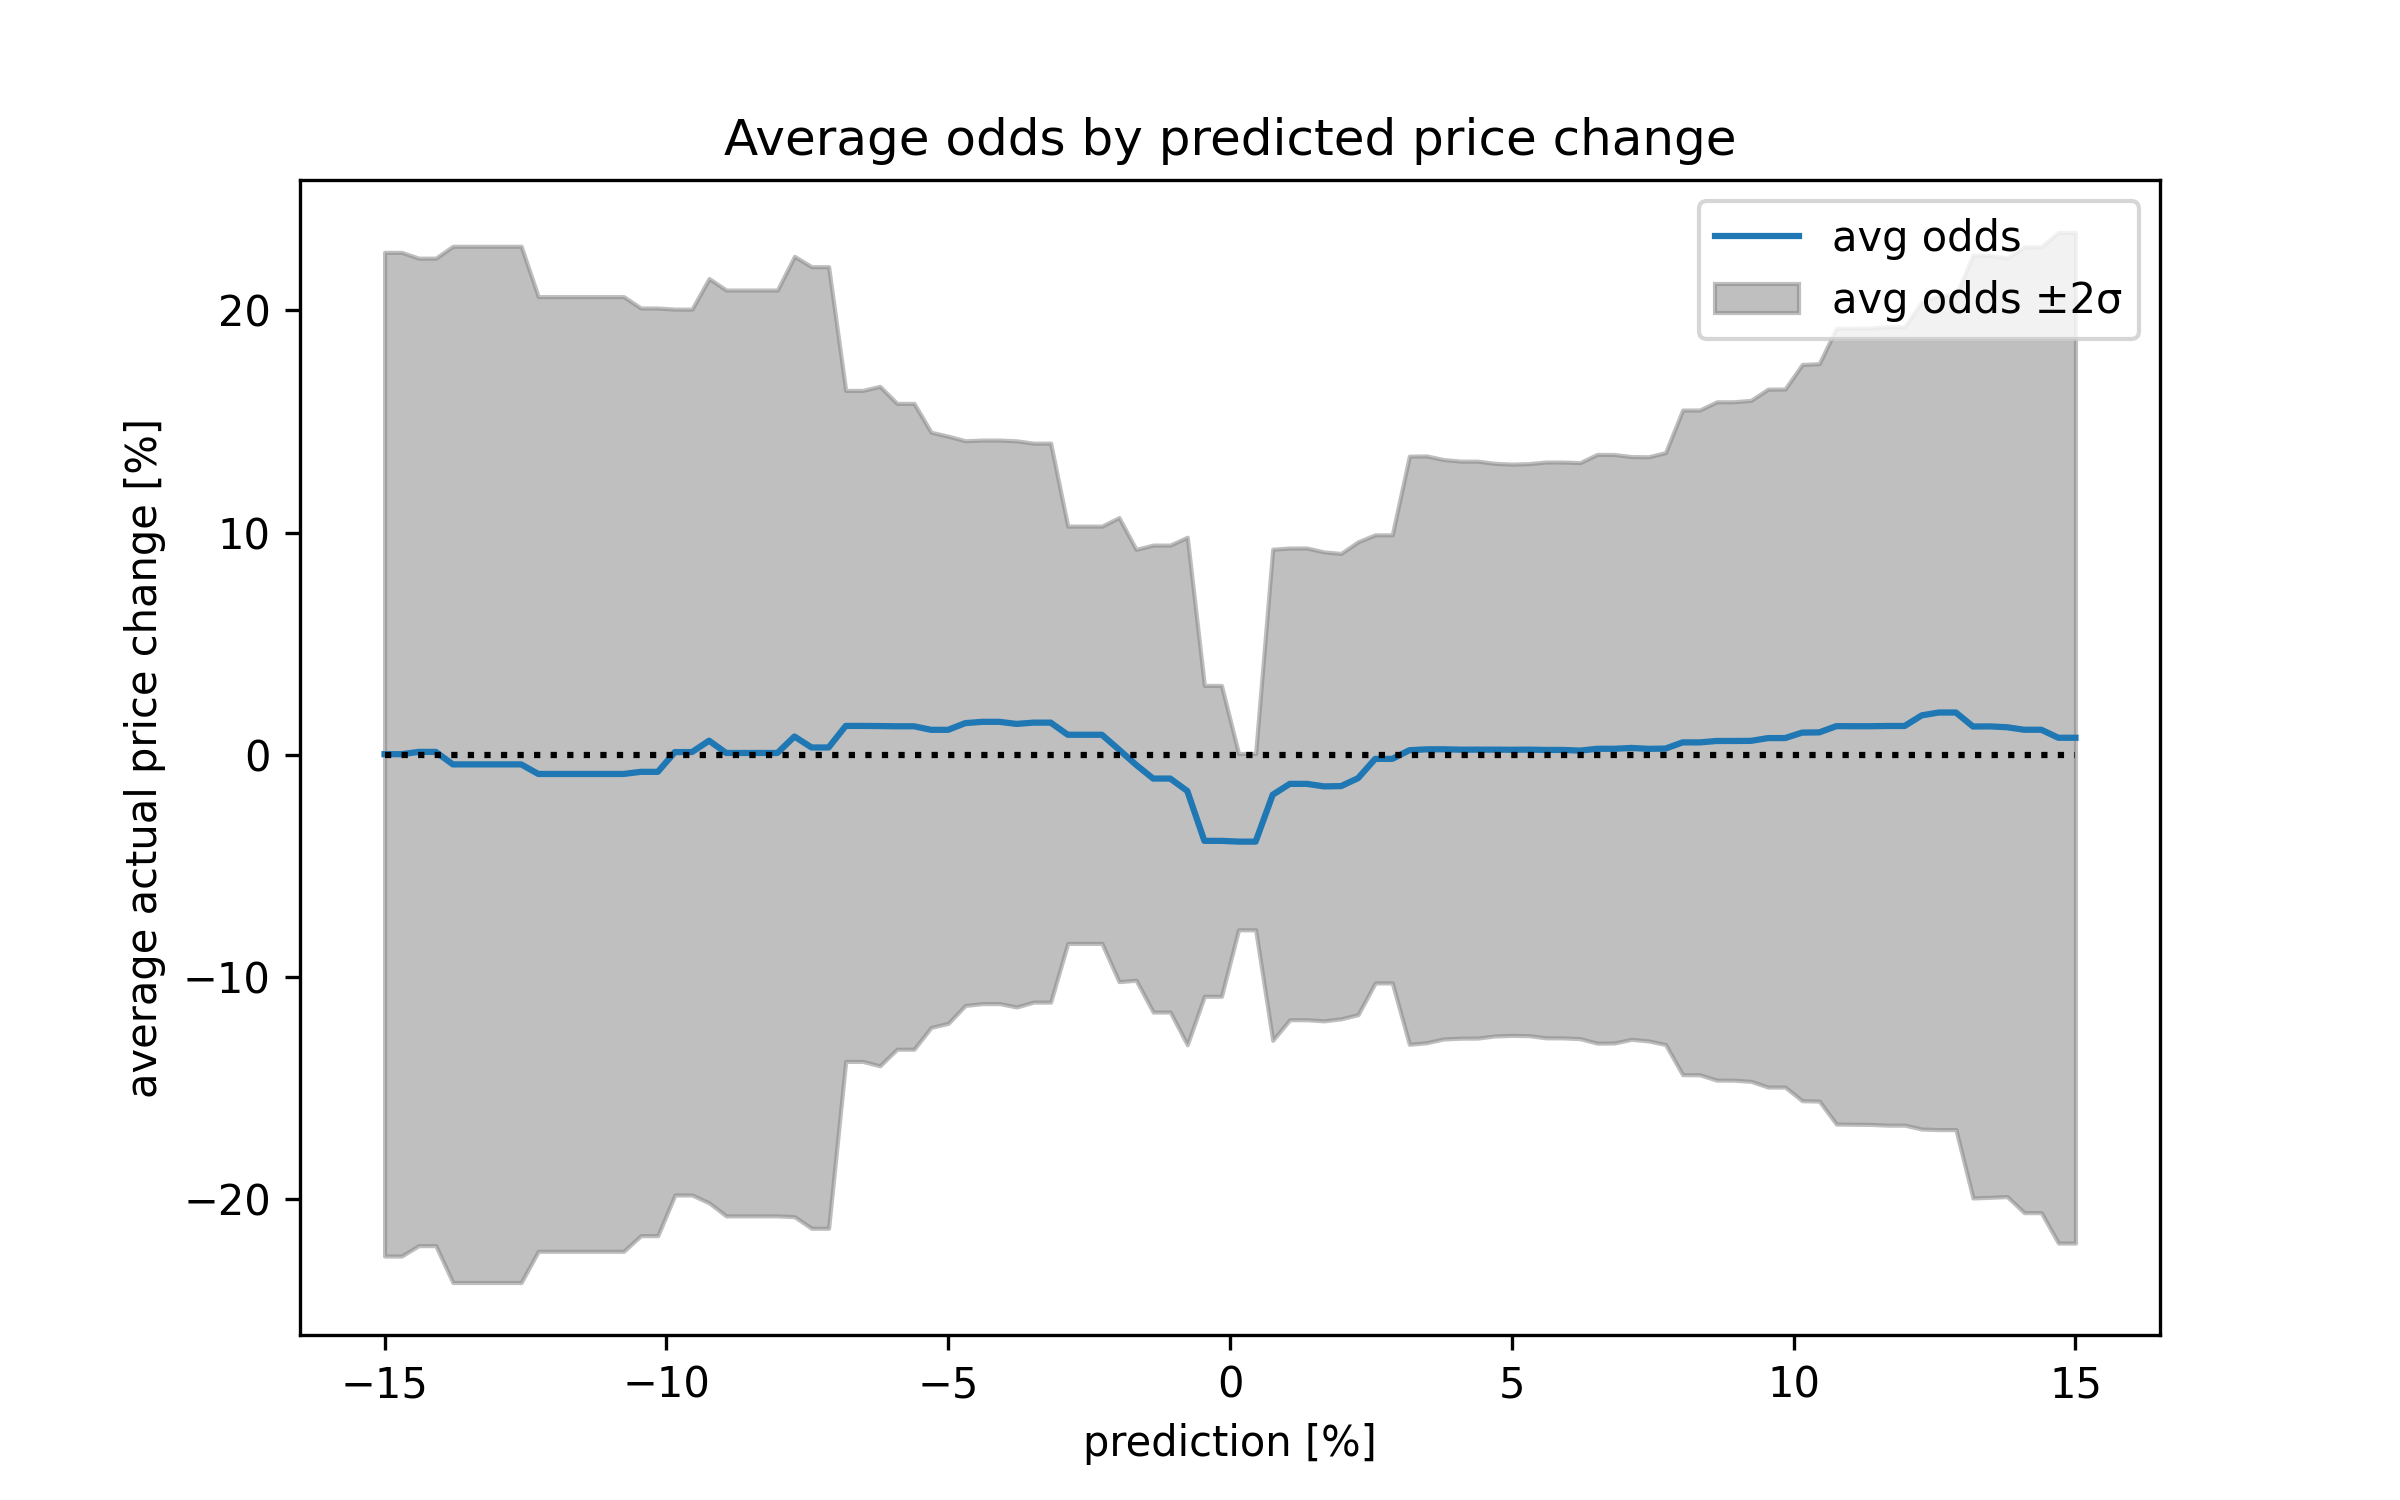 Average odds by predicted price change
avg odds
avg odds ±2σ
average actual price change [%]
20
10
0
−10
−20
−15
−10
−5
0
5
10
15
prediction [%]